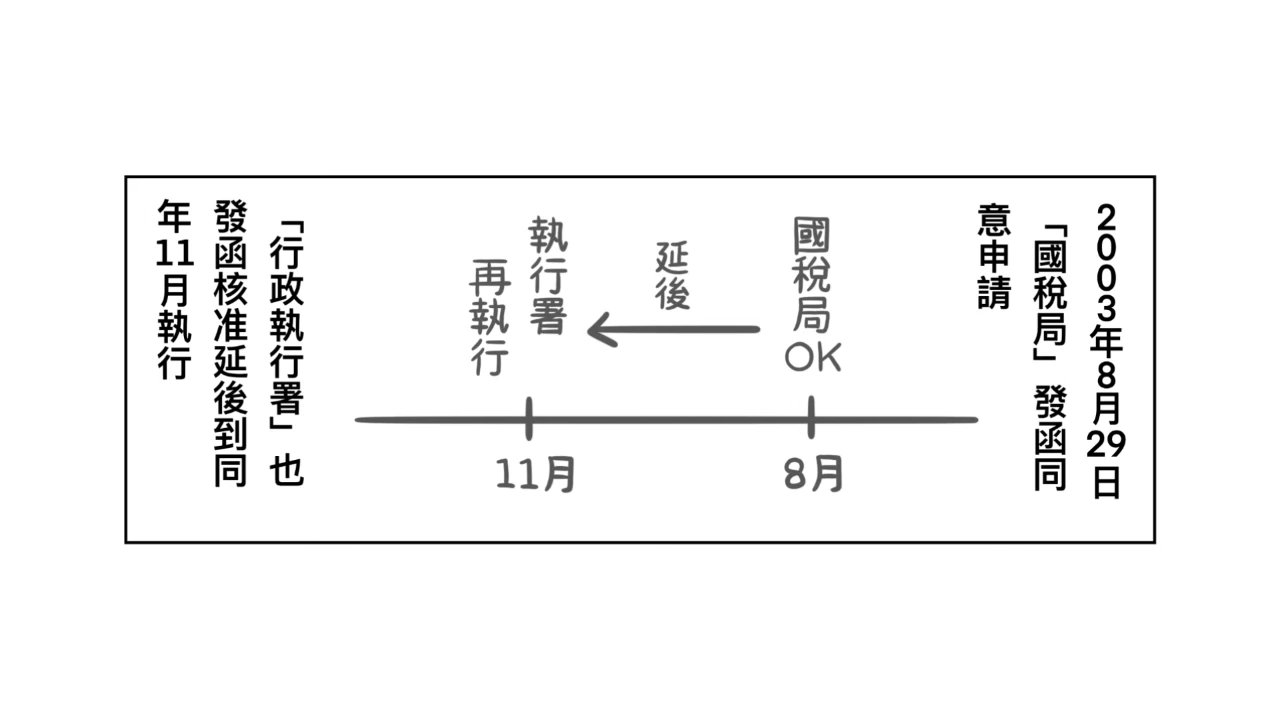 2003年8月29日
「國稅局」發函同
意申請
國稅局OK
延後
執行署
再執行
8月
11月
「行政執行署」也
發函核准延後到同
年11月執行